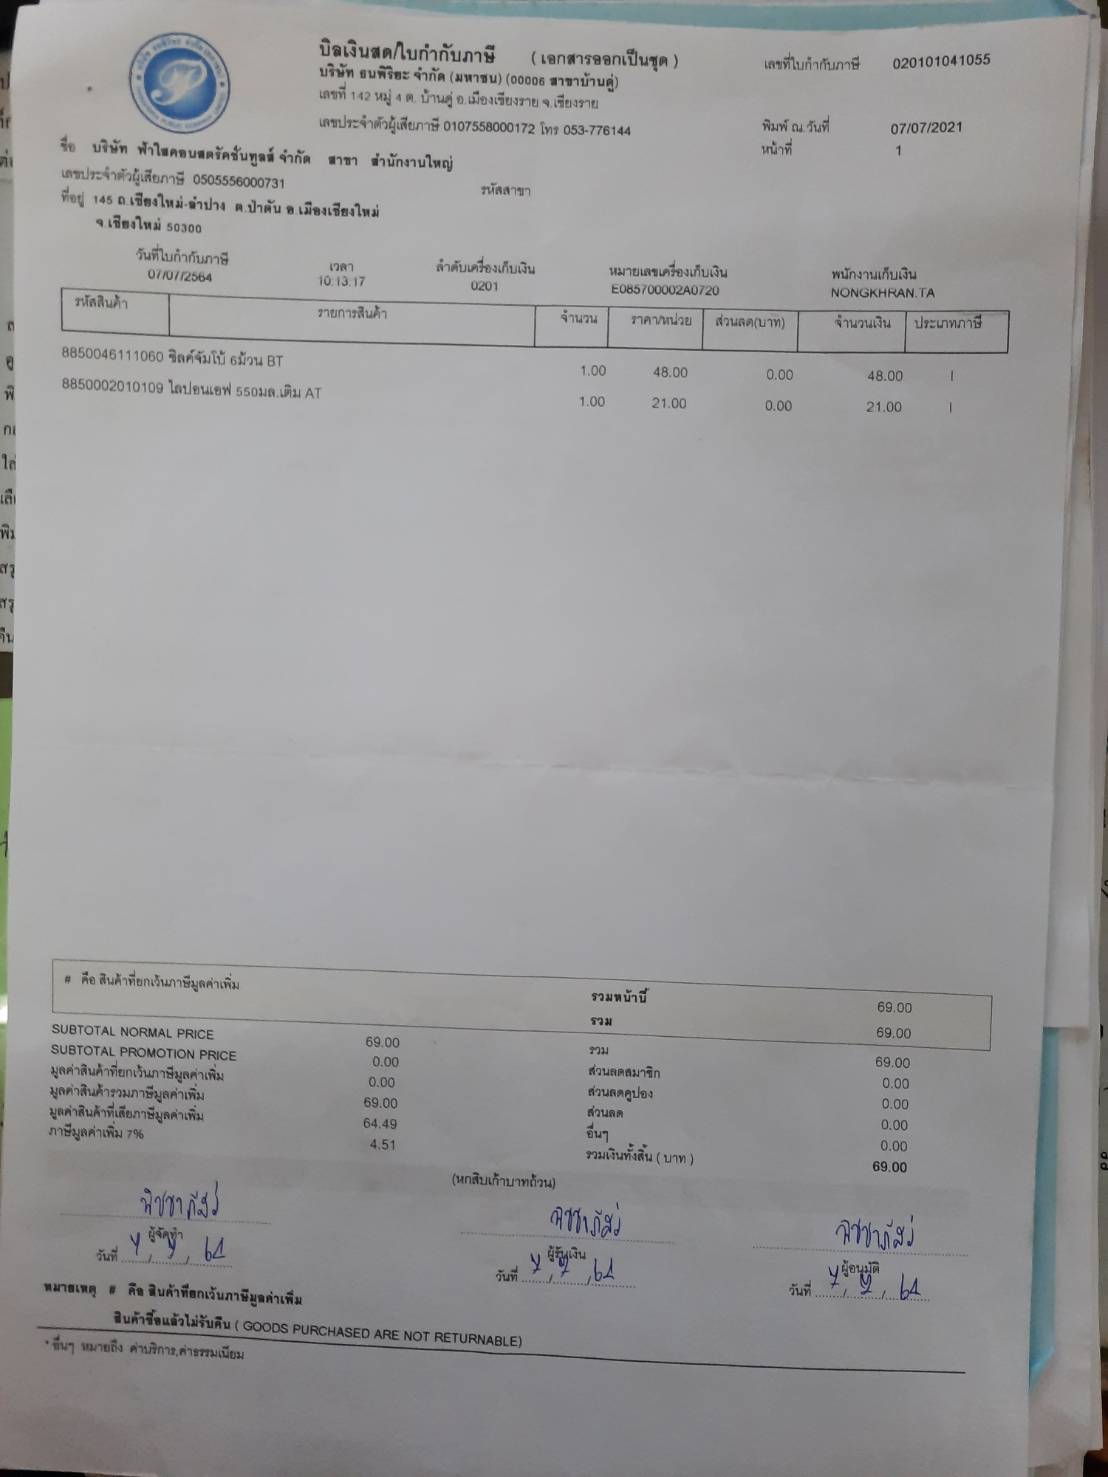 บิลเงินสด/ใบกำกับภาษี ( เอกสารออกเป็นชุด )
เลขที่ใบกำกับภาษี 020101041055
บริษัท ธนพิริยะ จำกัด (มหาชน) (00006 สาขาบ้านดู่)
เลขที่ 142 หมู่ 4 ต. บ้านดู่ อ.เมืองเชียงราย จ.เชียงราย
เลขประจำตัวผู้เสียภาษี 0107558000172 โทร 053-776144
พิมพ์ ณ.วันที่ 07/07/2021
หน้าที่ 1
ชื่อ บริษัท ฟ้าใสคอนสตรัคชั่นทูลส์ จำกัด สาขา สำนักงานใหญ่
เลขประจำตัวผู้เสียภาษี 0505556000731 รหัสสาขา
ที่อยู่ 145 ถ.เชียงใหม่-ลำปาง ต.ป่าตัน อ.เมืองเชียงใหม่
จ.เชียงใหม่ 50300
วันที่ใบกำกับภาษี เวลา ลำดับเครื่องเก็บเงิน หมายเลขเครื่องเก็บเงิน พนักงานเก็บเงิน
07/07/2564 10:13:17 0201 E085700002A0720 NONGKHRAN.TA
รหัสสินค้า รายการสินค้า จำนวน ราคา/หน่วย ส่วนลด(บาท) จำนวนเงิน ประเภทภาษี
8850046111060 ซิลค์จัมโบ้ 6ม้วน BT 1.00 48.00 0.00 48.00 I
8850002010109 ไลปอนเอฟ 550มล.เติม AT 1.00 21.00 0.00 21.00 I
# คือ สินค้าที่ยกเว้นภาษีมูลค่าเพิ่ม
รวมหน้านี้ 69.00
รวม 69.00
SUBTOTAL NORMAL PRICE 69.00
SUBTOTAL PROMOTION PRICE 0.00
มูลค่าสินค้าที่ยกเว้นภาษีมูลค่าเพิ่ม 0.00
มูลค่าสินค้ารวมภาษีมูลค่าเพิ่ม 69.00
มูลค่าสินค้าที่เสียภาษีมูลค่าเพิ่ม 64.49
ภาษีมูลค่าเพิ่ม 7% 4.51
รวม 69.00
ส่วนลดสมาชิก 0.00
ส่วนลดคูปอง 0.00
ส่วนลด 0.00
อื่นๆ 0.00
รวมเงินทั้งสิ้น ( บาท ) 69.00
(หกสิบเก้าบาทถ้วน)
พิชชาภัสร์ พิชชาภัสร์ พิชชาภัสร์
ผู้จัดทำ ผู้รับเงิน ผู้อนุมัติ
วันที่ 7, 7, 64 วันที่ 7, 7, 64 วันที่ 7, 7, 64
หมายเหตุ # คือ สินค้าที่ยกเว้นภาษีมูลค่าเพิ่ม
สินค้าซื้อแล้วไม่รับคืน ( GOODS PURCHASED ARE NOT RETURNABLE)
* อื่นๆ หมายถึง ค่าบริการ,ค่าธรรมเนียม